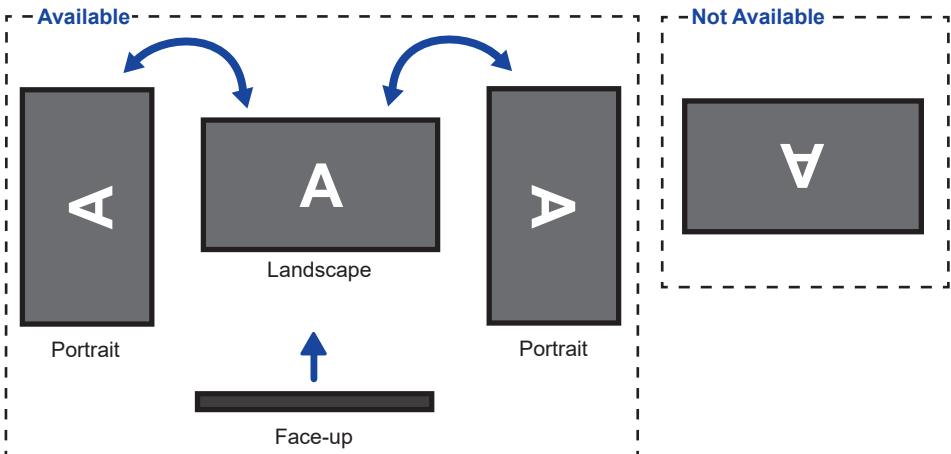 Available
Not Available
A
A
A
A
Landscape
Portrait
Portrait
Face-up